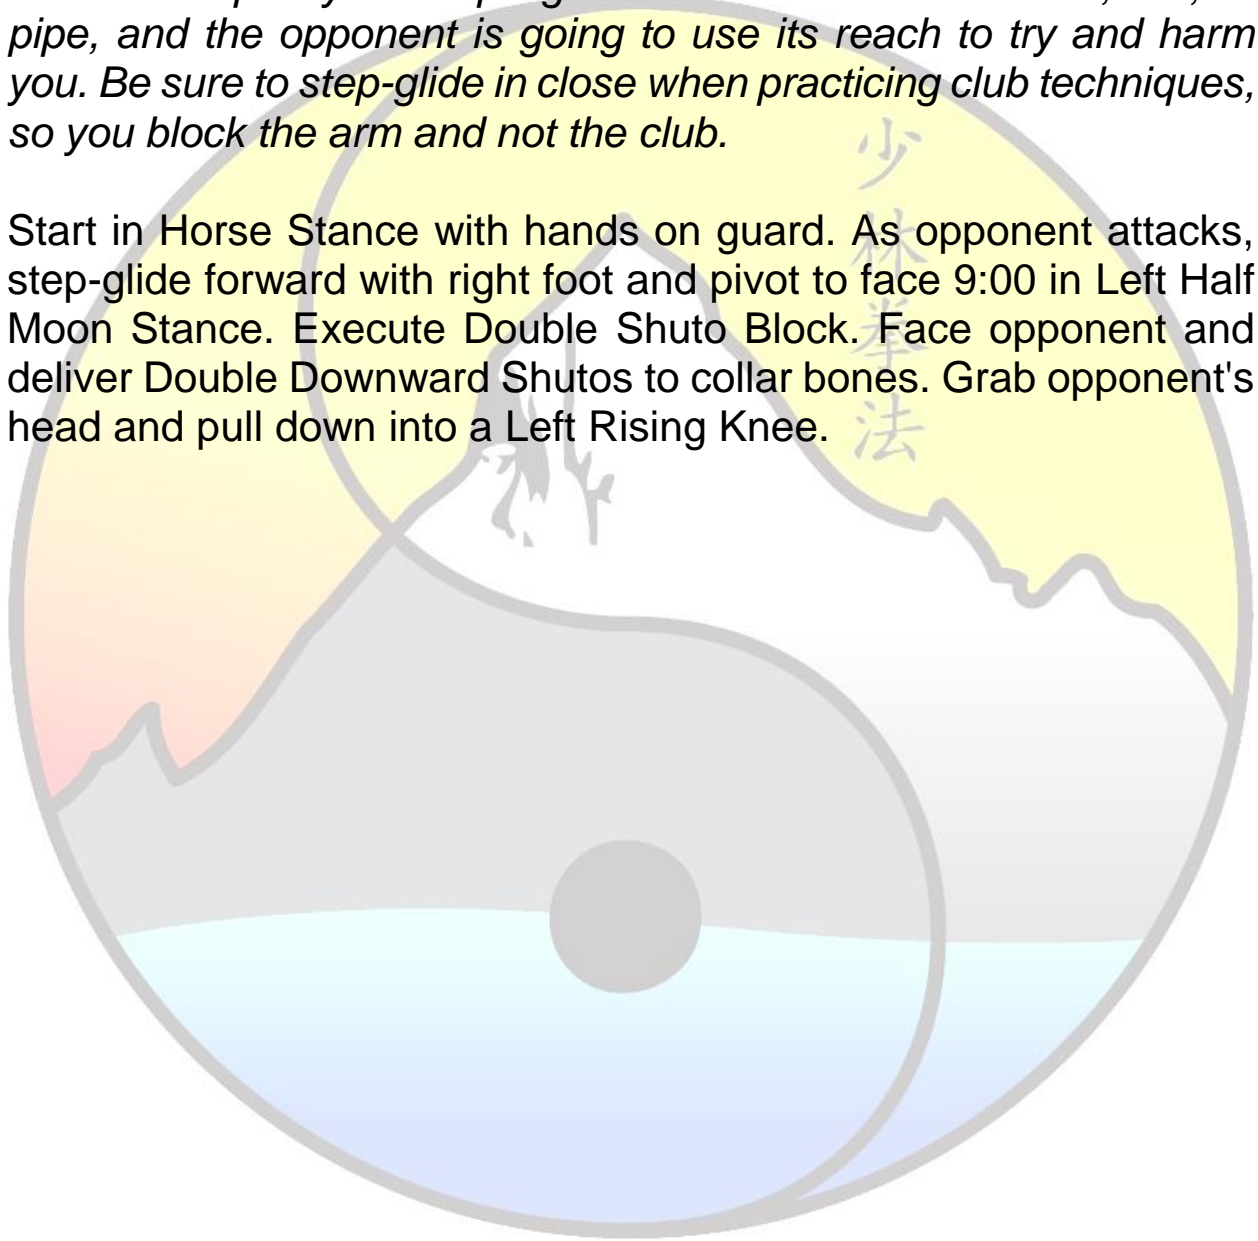 pipe, and the opponent is going to use its reach to try and harm
you. Be sure to step-glide in close when practicing club techniques,
so you block the arm and not the club.
Start in Horse Stance with hands on guard. As opponent attacks,
step-glide forward with right foot and pivot to face 9:00 in Left Half
Moon Stance. Execute Double Shuto Block. Face opponent and
deliver Double Downward Shutos to collar bones. Grab opponent's
head and pull down into a Left Rising Knee.
少
林
拳
法